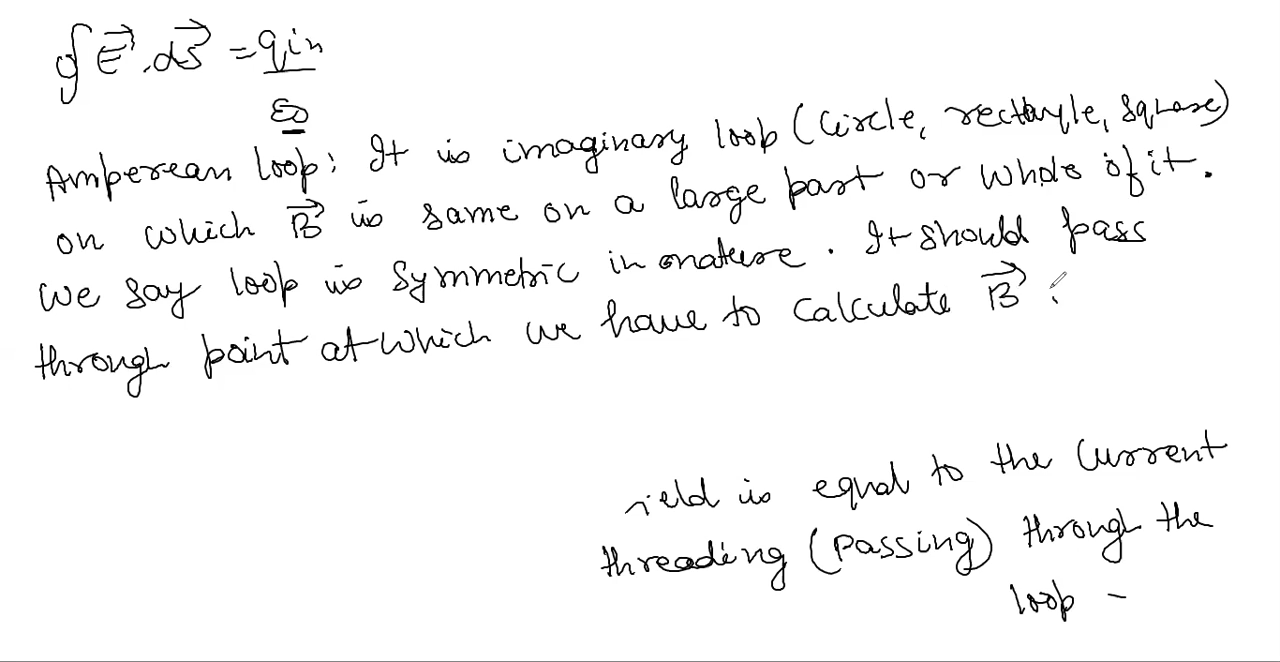 ∮ E⃗ . ds⃗ = qin
ε0
Amperean loop: It is imaginary loop (Circle, rectangle, Square)
on which B⃗ is same on a large part or whole of it.
We say loop is Symmetric in nature. It should pass
through point at which we have to Calculate B⃗ .
ield is equal to the Current
threading (Passing) through the
loop -